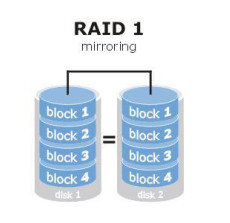 RAID 1
mirroring
block 1 block 1
block 2 block 2
=
block 3 block 3
block 4 block 4
disk 1 disk 2